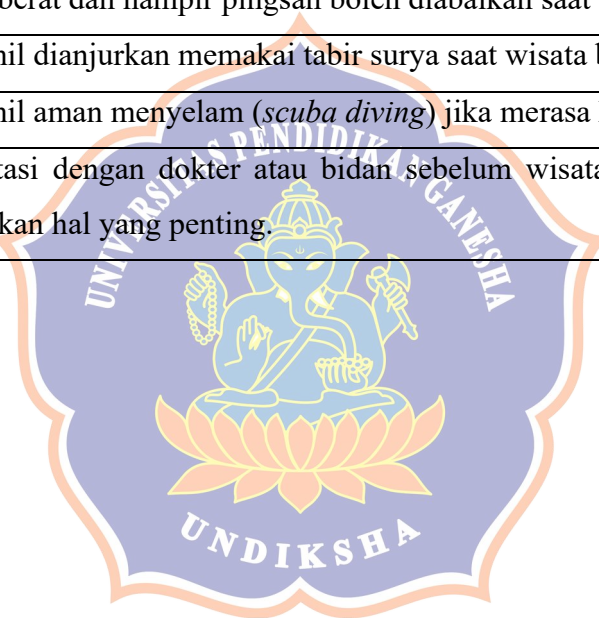 berat dan hampir pingsan boleh diabaikan saat
hil dianjurkan memakai tabir surya saat wisata b
hil aman menyelam (scuba diving) jika merasa
tasi dengan dokter atau bidan sebelum wisata
kan hal yang penting.
UNIVERSITAS PENDIDIKAN GANESHA
UNDIKSHA